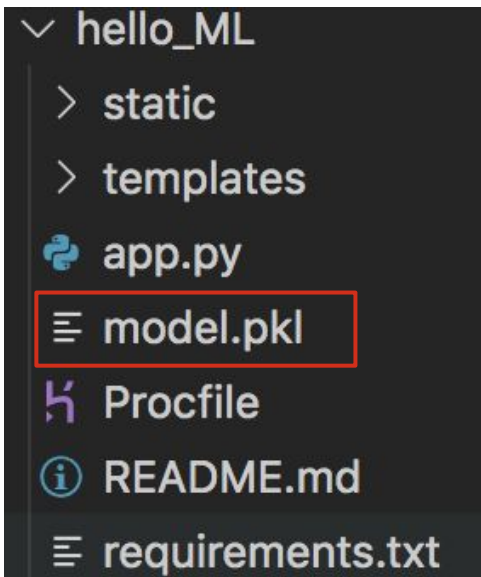 hello_ML
static
templates
app.py
model.pkl
Procfile
README.md
requirements.txt